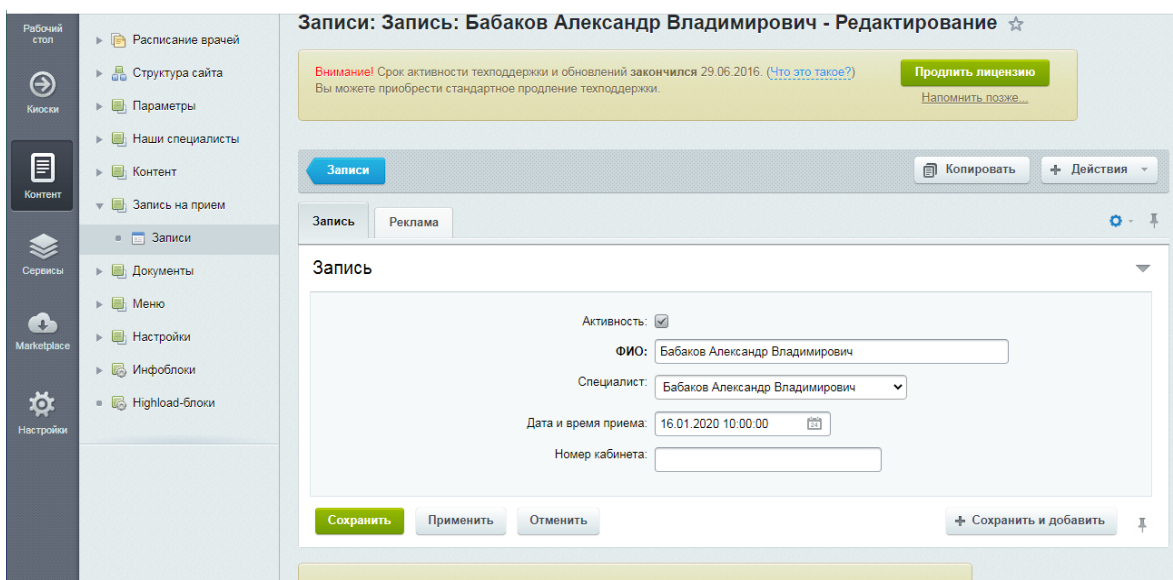 Рабочий
стол
Киоски
Контент
Сервисы
Marketplace
Настройки
Расписание врачей
Структура сайта
Параметры
Наши специалисты
Контент
Запись на прием
Записи
Документы
Меню
Настройки
Инфоблоки
Highload-блоки
Записи: Запись: Бабаков Александр Владимирович - Редактирование
Внимание! Срок активности техподдержки и обновлений закончился 29.06.2016. (Что это такое?)
Вы можете приобрести стандартное продление техподдержки.
Продлить лицензию
Напомнить позже...
Записи
Копировать
Действия
Запись
Реклама
Запись
Активность:
ФИО: Бабаков Александр Владимирович
Специалист: Бабаков Александр Владимирович
Дата и время приема: 16.01.2020 10:00:00
Номер кабинета:
Сохранить
Применить
Отменить
Сохранить и добавить